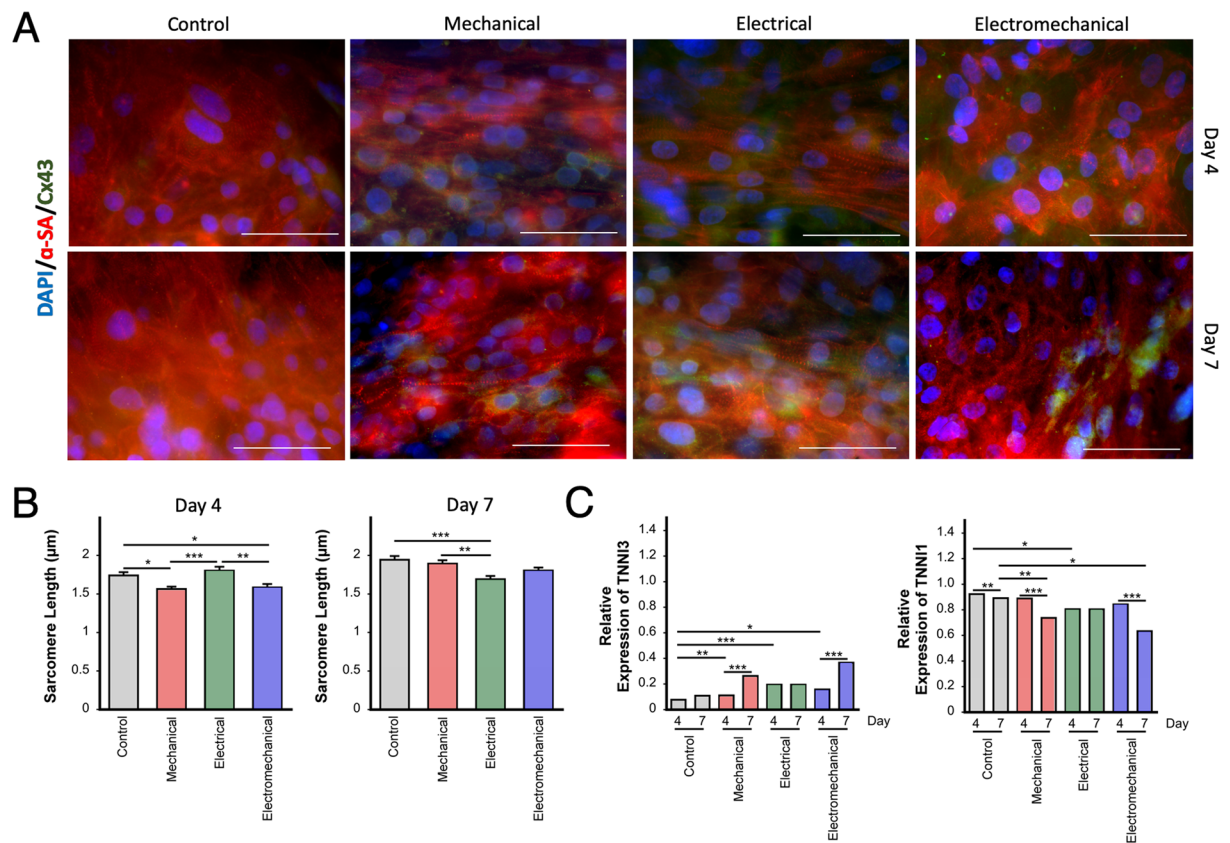 A
Control
Mechanical
Electrical
Electromechanical
DAPI/α-SA/Cx43
Day 4
Day 7
B
Day 4
Sarcomere Length (μm)
2
1.5
1
0
*
*
***
**
Control
Mechanical
Electrical
Electromechanical
Day 7
Sarcomere Length (μm)
2
1.5
1
0
***
**
Control
Mechanical
Electrical
Electromechanical
C
Relative
Expression of TNNI3
1.4
1.2
1.0
0.8
0.6
0.4
0.2
0
*
***
**
***
***
4 7 4 7 4 7 4 7 Day
Control
Mechanical
Electrical
Electromechanical
Relative
Expression of TNNI1
1.4
1.2
1.0
0.8
0.6
0.4
0.2
0
*
*
**
**
***
***
4 7 4 7 4 7 4 7 Day
Control
Mechanical
Electrical
Electromechanical